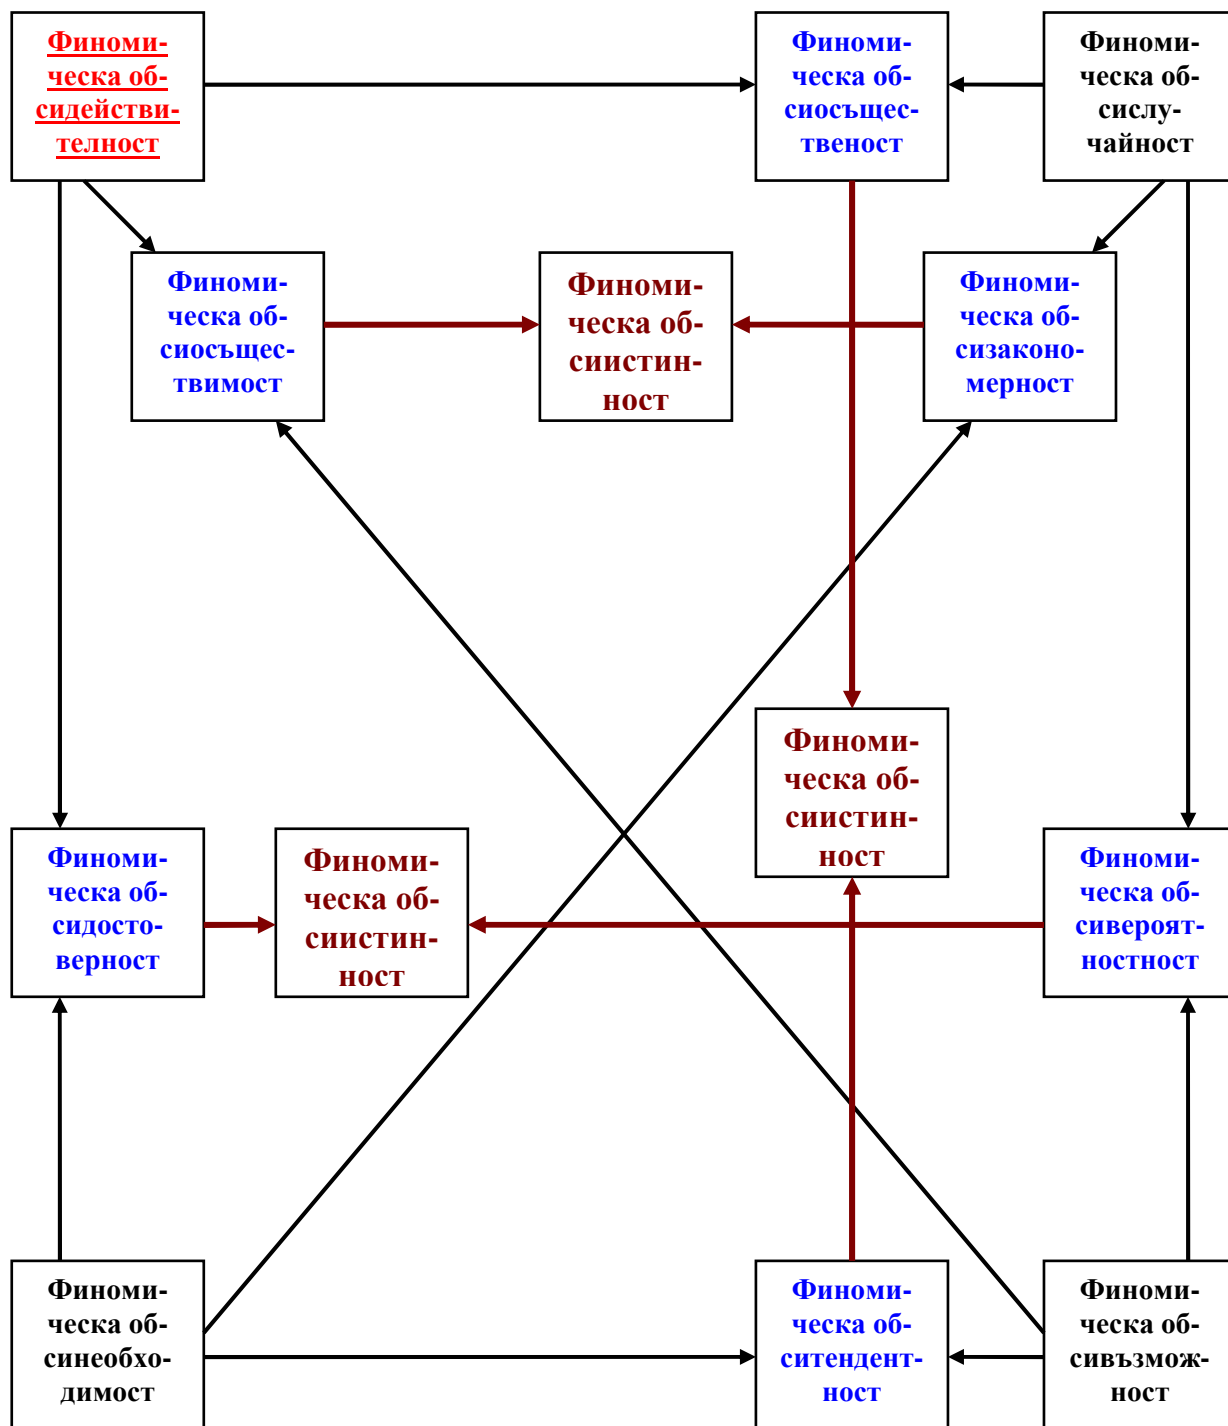 Финоми-
ческа об-
сидействи-
телност
Финоми-
ческа об-
сиосъщес-
твеност
Финоми-
ческа об-
сислу-
чайност
Финоми-
ческа об-
сиосъщес-
твимост
Финоми-
ческа об-
сиистин-
ност
Финоми-
ческа об-
сизаконо-
мерност
Финоми-
ческа об-
сиистин-
ност
Финоми-
ческа об-
сидосто-
верност
Финоми-
ческа об-
сиистин-
ност
Финоми-
ческа об-
сивероят-
ностност
Финоми-
ческа об-
синеобхо-
димост
Финоми-
ческа об-
ситендент-
ност
Финоми-
ческа об-
сивъзмож-
ност